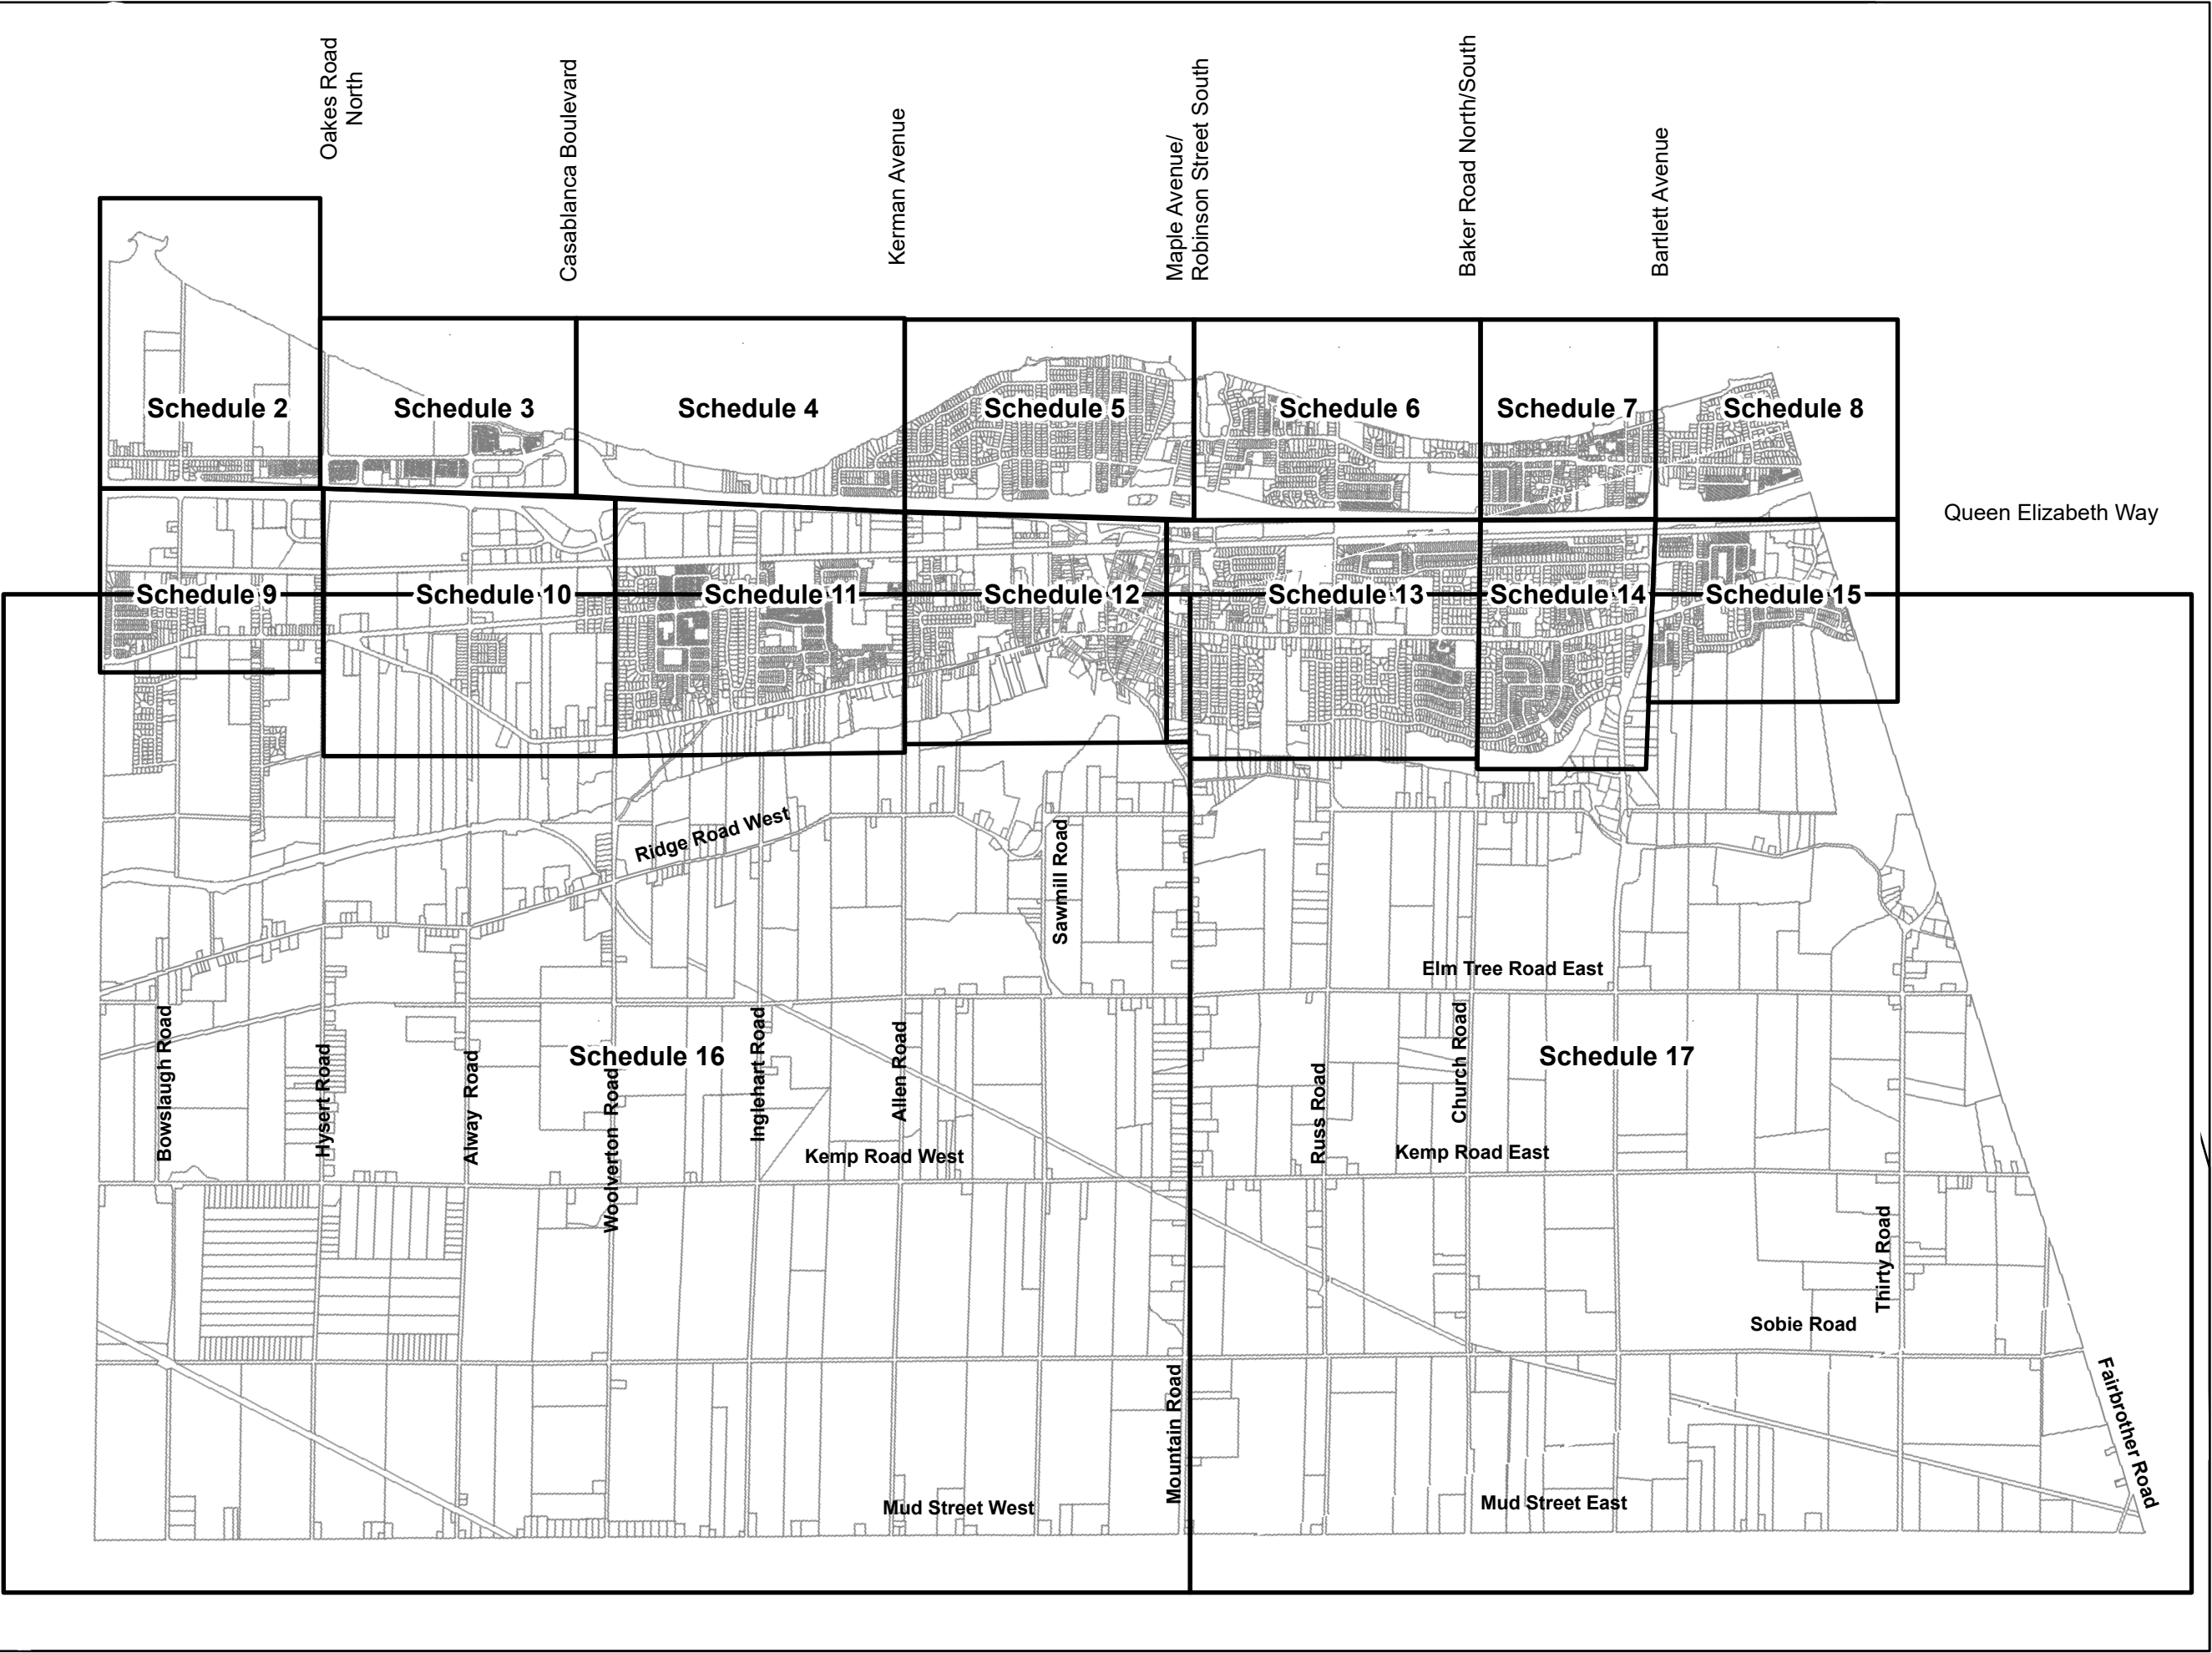 Oakes Road
North
Casablanca Boulevard
Kerman Avenue
Maple Avenue/
Robinson Street South
Baker Road North/South
Bartlett Avenue
Schedule 2
Schedule 3
Schedule 4
Schedule 5
Schedule 6
Schedule 7
Schedule 8
Queen Elizabeth Way
Schedule 9
Schedule 10
Schedule 11
Schedule 12
Schedule 13
Schedule 14
Schedule 15
Ridge Road West
Sawmill Road
Elm Tree Road East
Bowslaugh Road
Hysert Road
Alway Road
Schedule 16
Woolverton Road
Inglehart Road
Allen Road
Kemp Road West
Russ Road
Church Road
Schedule 17
Kemp Road East
Thirty Road
Sobie Road
Mountain Road
Fairbrother Road
Mud Street West
Mud Street East